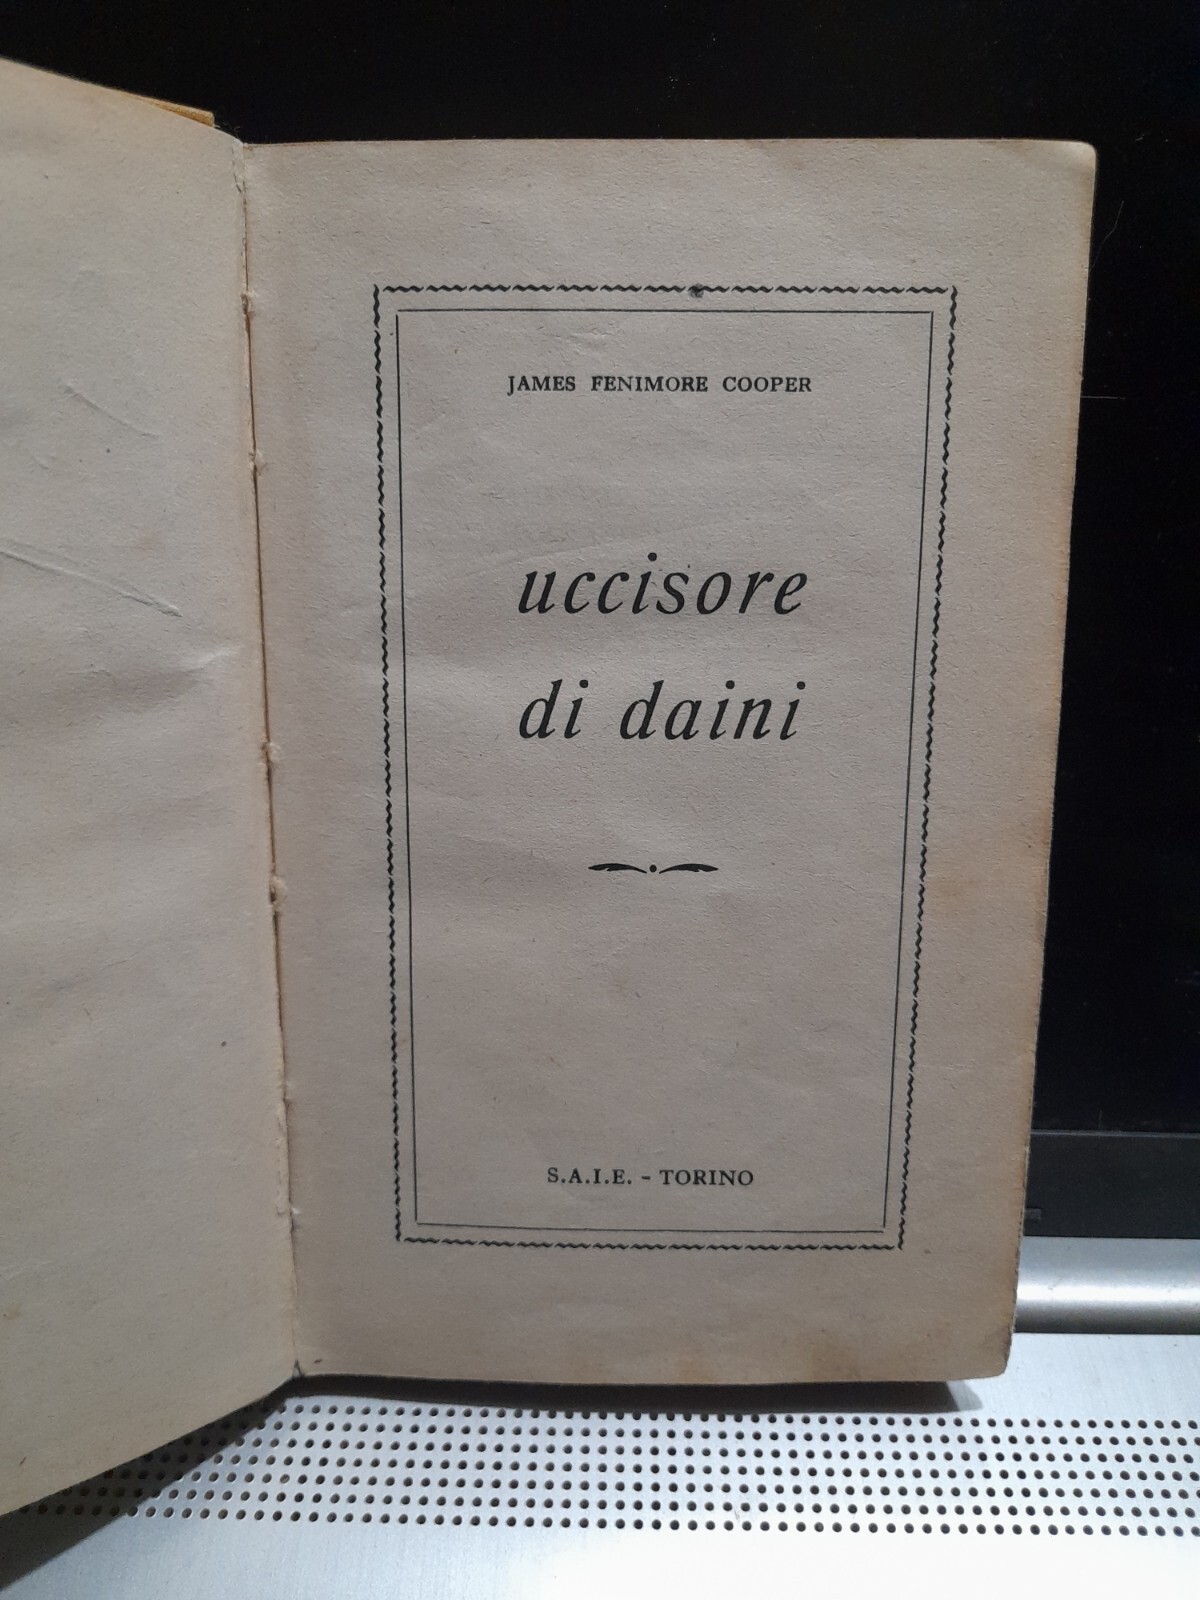 JAMES FENIMORE COOPER
uccisore
di daini
S.A.I.E. - TORINO